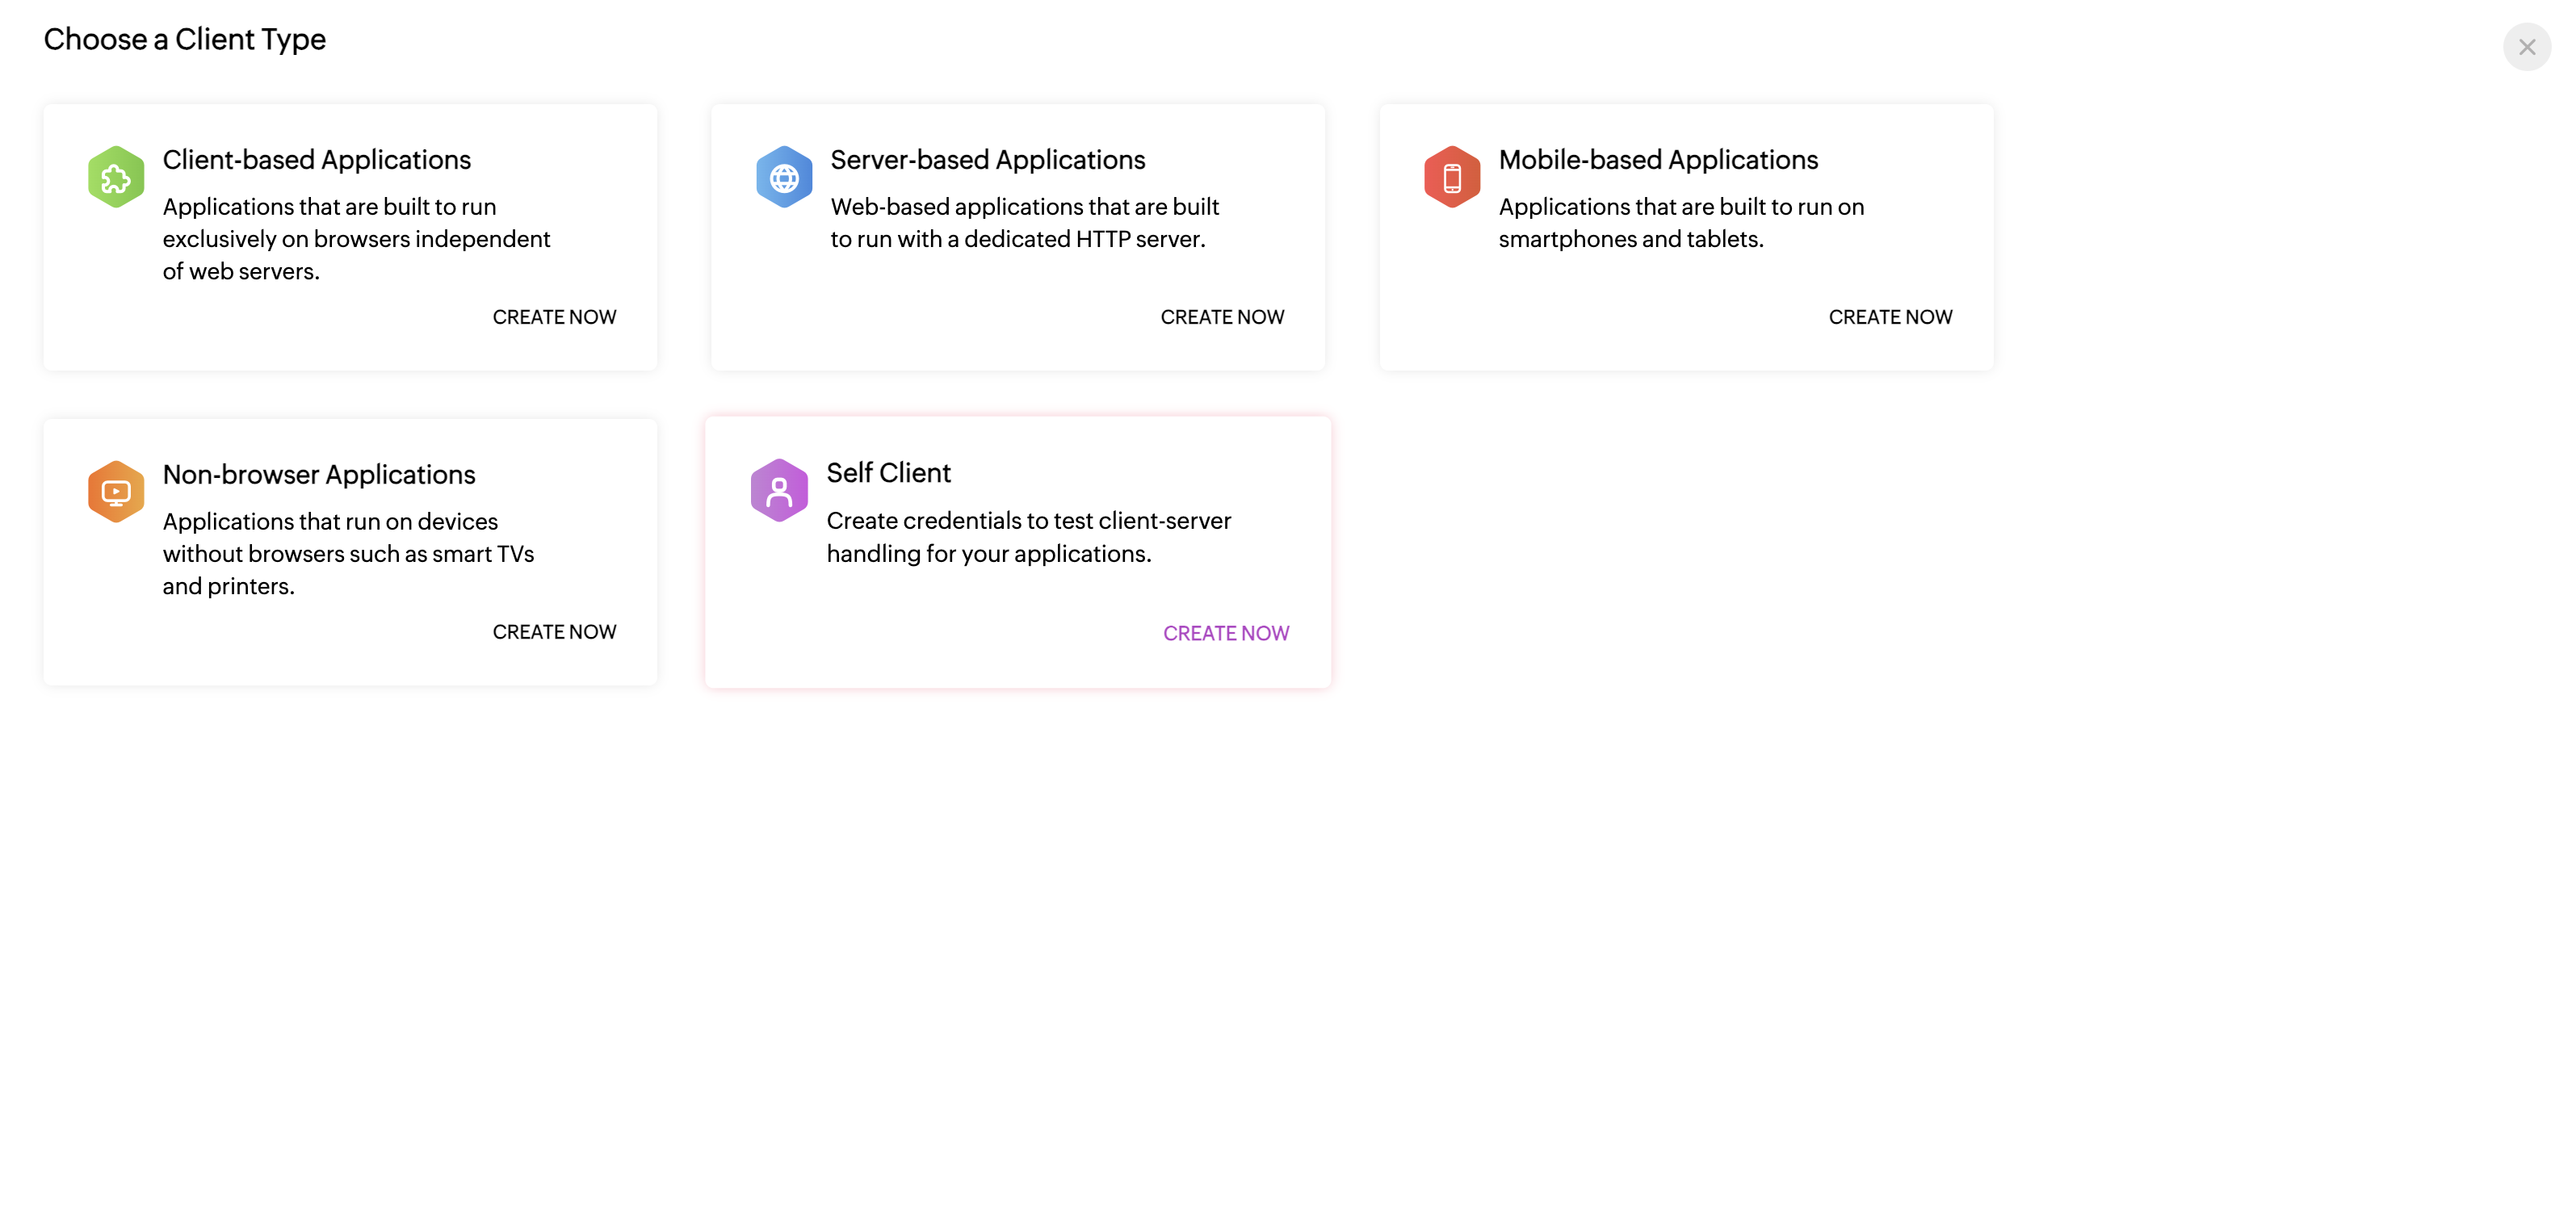 Choose a Client Type
Client-based Applications
Applications that are built to run
exclusively on browsers independent
of web servers.
CREATE NOW
Server-based Applications
Web-based applications that are built
to run with a dedicated HTTP server.
CREATE NOW
Mobile-based Applications
Applications that are built to run on
smartphones and tablets.
CREATE NOW
Non-browser Applications
Applications that run on devices
without browsers such as smart TVs
and printers.
CREATE NOW
Self Client
Create credentials to test client-server
handling for your applications.
CREATE NOW